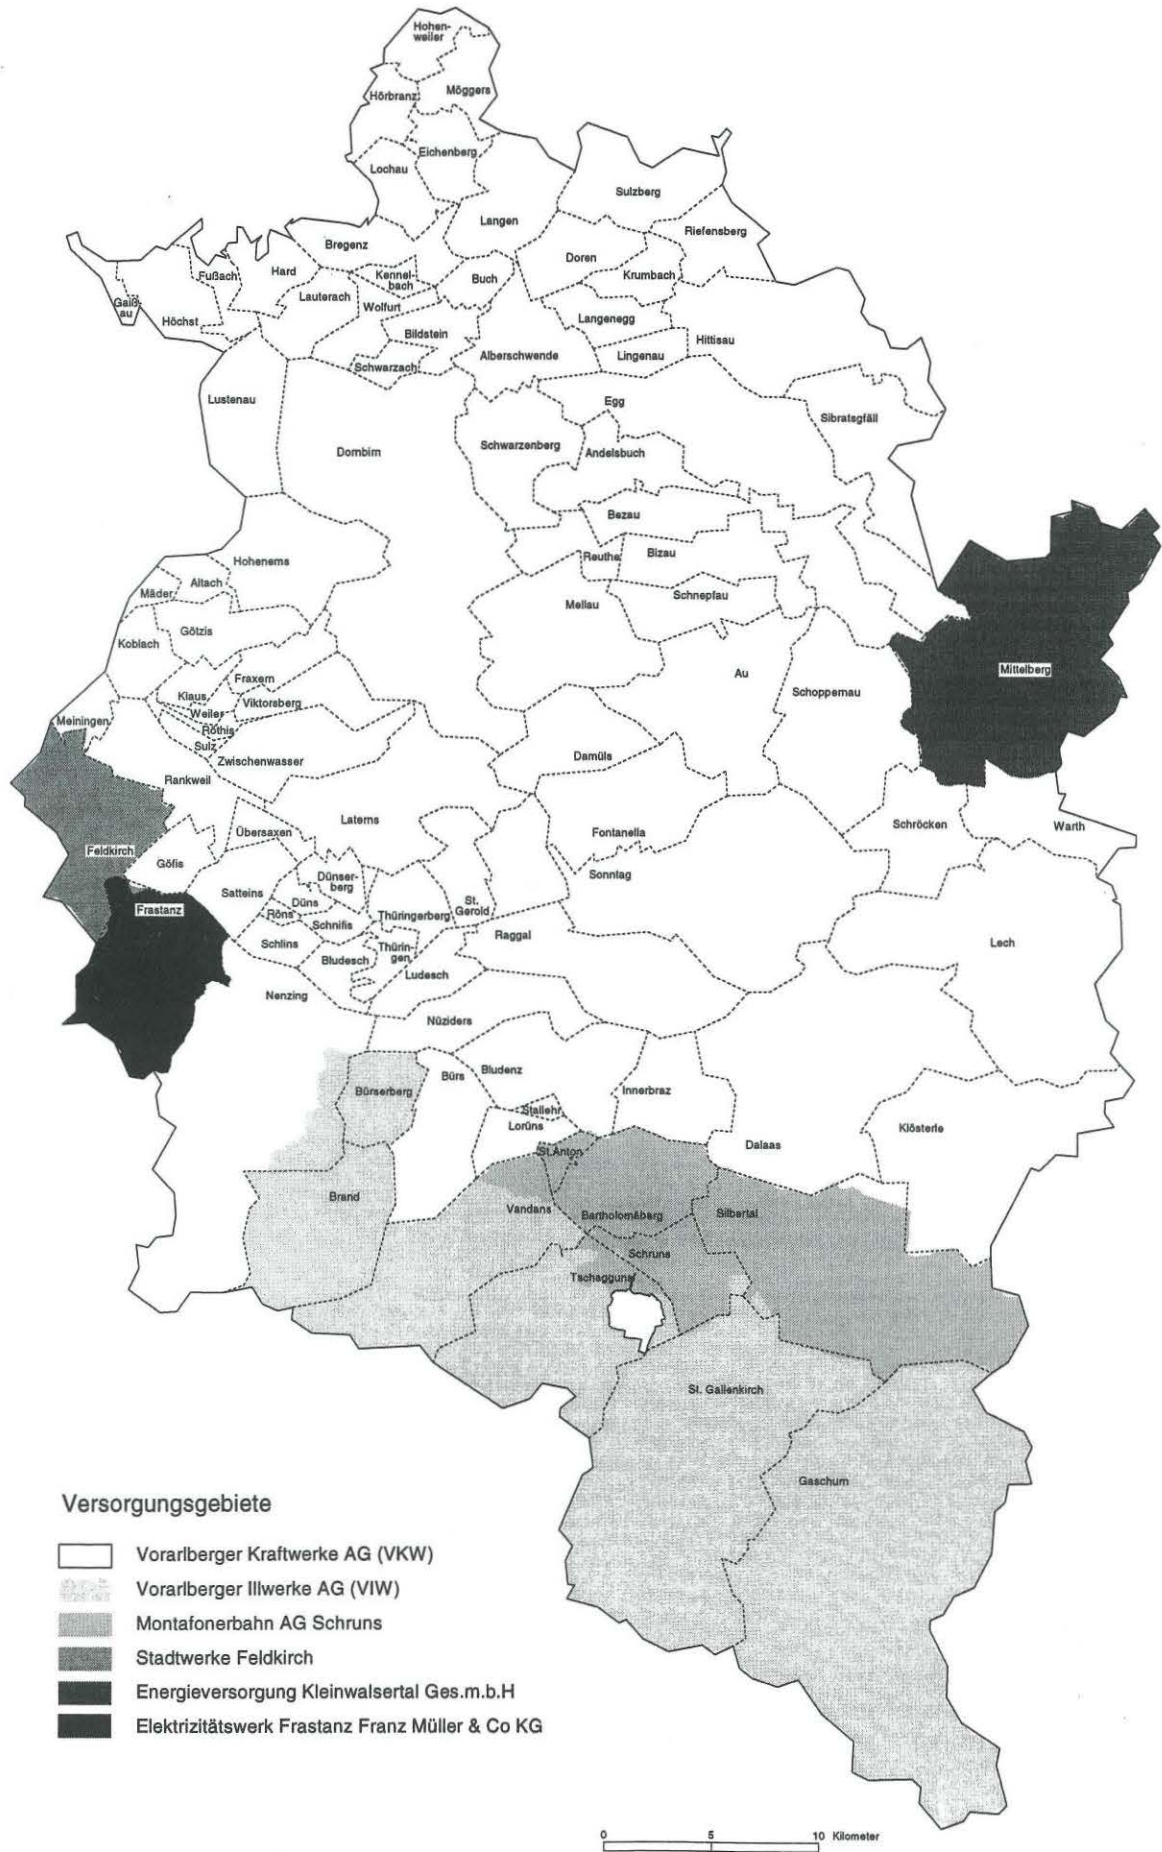 Hohen-
weiler
Hörbranz
Möggers
Eichenberg
Lochau
Sulzberg
Langen
Riefensberg
Bregenz
Doren
Fußach
Hard
Kennel-
bach
Buch
Krumbach
Gaiß-
au
Lauterach
Wolfurt
Höchst
Langenegg
Bildstein
Hittisau
Alberschwende
Lingenau
Schwarzach
Lustenau
Egg
Sibratsgfäll
Schwarzenberg
Dornbirn
Andelsbuch
Bezau
Reuthe
Bizau
Hohenems
Altach
Mäder
Schnepfau
Mellau
Götzis
Koblach
Mittelberg
Au
Fraxern
Schoppernau
Klaus
Viktorsberg
Weiler
Meiningen
Röthis
Sulz
Zwischenwasser
Damüls
Rankweil
Laterns
Schröcken
Warth
Übersaxen
Fontanella
Feldkirch
Göfis
Sonntag
Dünser-
berg
Satteins
Düns
St.
Gerold
Frastanz
Röns
Thüringerberg
Schnifis
Raggal
Schlins
Lech
Thürin-
gen
Bludesch
Ludesch
Nenzing
Nüziders
Bludenz
Bürs
Bürserberg
Innerbraz
Stallehr
Lorüns
Klösterle
Dalaas
St.Anton
Brand
Vandans
Bartholomäberg
Silbertal
Schruns
Tschagguns
St. Gallenkirch
Gaschurn
Versorgungsgebiete
Vorarlberger Kraftwerke AG (VKW)
Vorarlberger Illwerke AG (VIW)
Montafonerbahn AG Schruns
Stadtwerke Feldkirch
Energieversorgung Kleinwalsertal Ges.m.b.H
Elektrizitätswerk Frastanz Franz Müller & Co KG
0 5 10 Kilometer